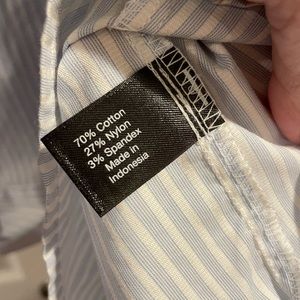 70% Cotton
27% Nylon
3% Spandex
Made in
Indonesia